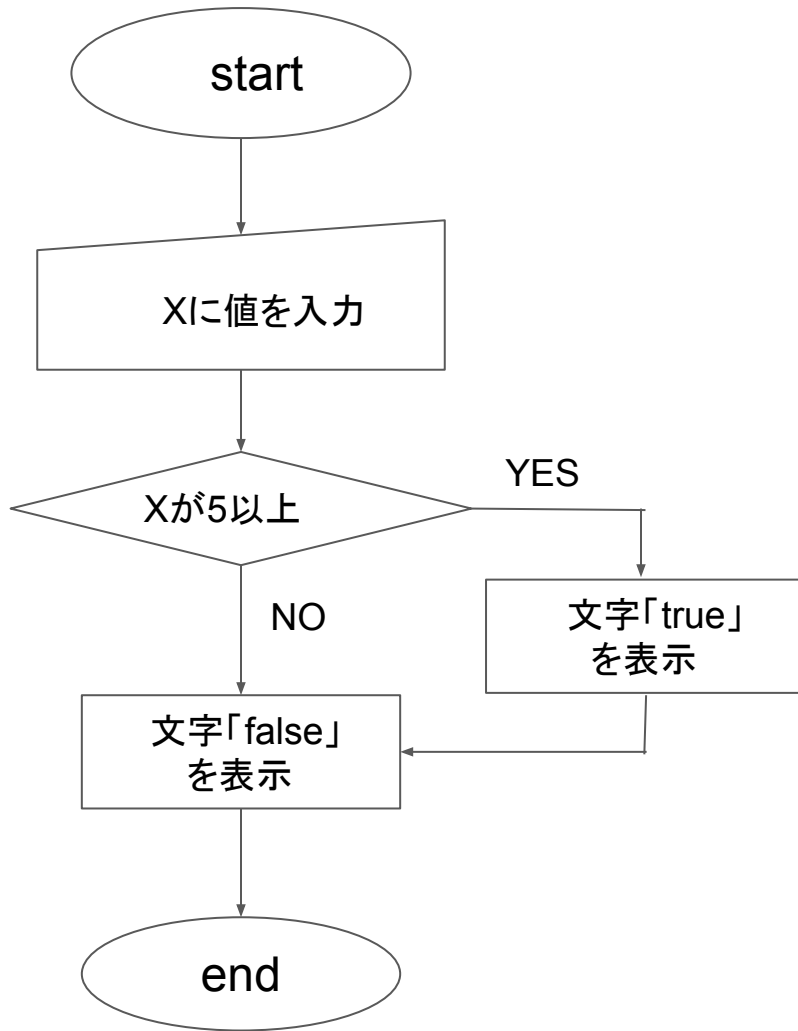 start
Xに値を入力
Xが5以上
YES
NO
文字「true」
を表示
文字「false」
を表示
end